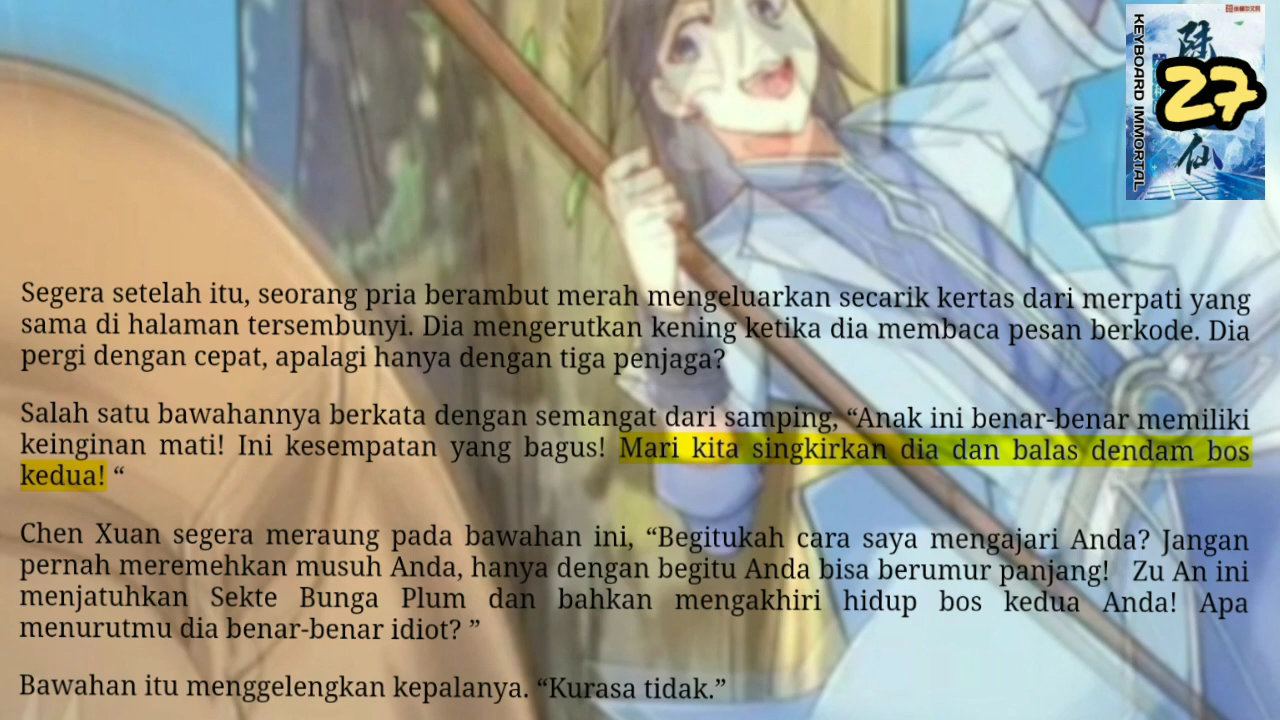 陆
27
仙
KEYBOARD IMMORTAL
Segera setelah itu, seorang pria berambut merah mengeluarkan secarik kertas dari merpati yang
sama di halaman tersembunyi. Dia mengerutkan kening ketika dia membaca pesan berkode. Dia
pergi dengan cepat, apalagi hanya dengan tiga penjaga?
Salah satu bawahannya berkata dengan semangat dari samping, “Anak ini benar-benar memiliki
keinginan mati! Ini kesempatan yang bagus! Mari kita singkirkan dia dan balas dendam bos
kedua! “
Chen Xuan segera meraung pada bawahan ini, “Begitukah cara saya mengajari Anda? Jangan
pernah meremehkan musuh Anda, hanya dengan begitu Anda bisa berumur panjang! Zu An ini
menjatuhkan Sekte Bunga Plum dan bahkan mengakhiri hidup bos kedua Anda! Apa
menurutmu dia benar-benar idiot? ”
Bawahan itu menggelengkan kepalanya. “Kurasa tidak.”